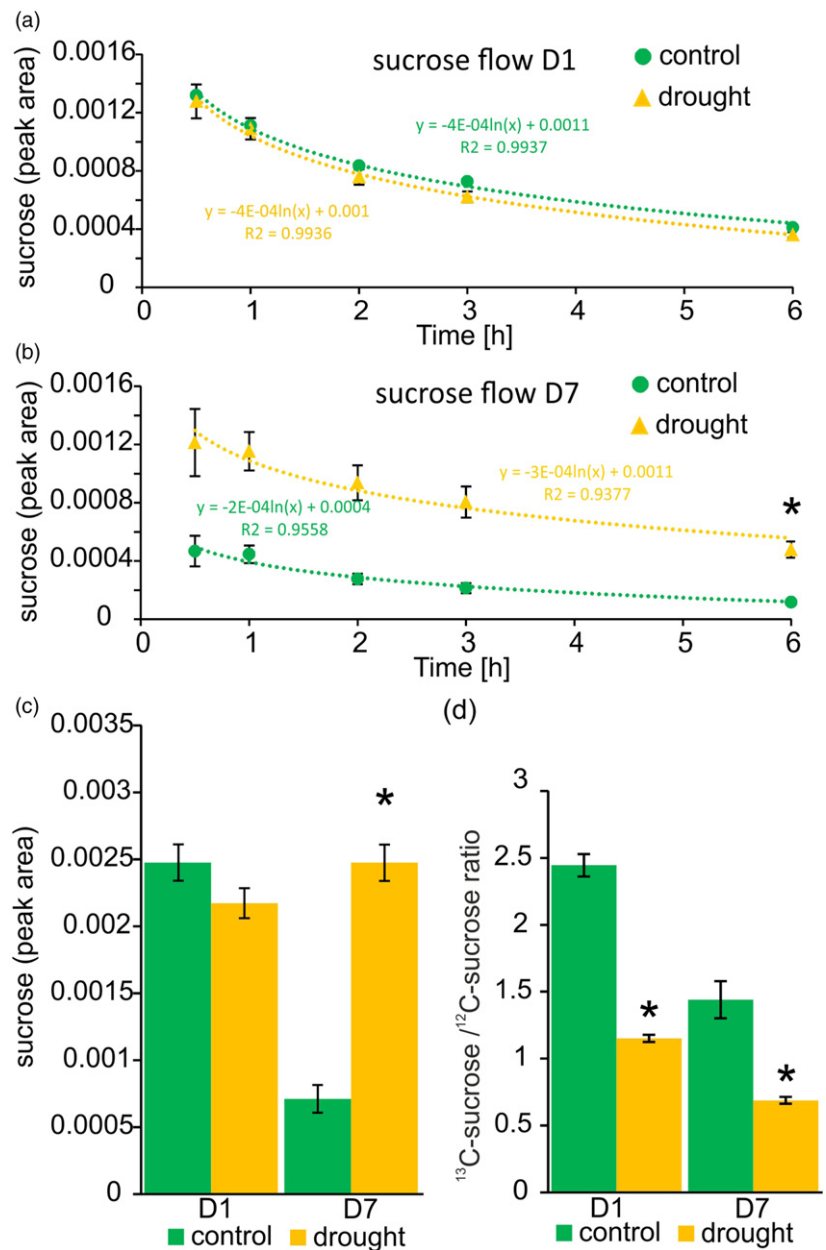 (a)
sucrose flow D1
control
drought
y = -4E-04ln(x) + 0.0011
R2 = 0.9937
y = -4E-04ln(x) + 0.001
R2 = 0.9936
sucrose (peak area)
0.0016
0.0012
0.0008
0.0004
0
0 1 2 3 4 5 6
Time [h]
(b)
sucrose flow D7
control
drought
y = -3E-04ln(x) + 0.0011
R2 = 0.9377
y = -2E-04ln(x) + 0.0004
R2 = 0.9558
*
sucrose (peak area)
0.0016
0.0012
0.0008
0.0004
0
0 1 2 3 4 5 6
Time [h]
(c)
sucrose (peak area)
0.0035
0.003
0.0025
0.002
0.0015
0.001
0.0005
0
*
D1 D7
control drought
(d)
¹³C-sucrose /¹²C-sucrose ratio
3
2.5
2
1.5
1
0.5
0
*
*
D1 D7
control drought